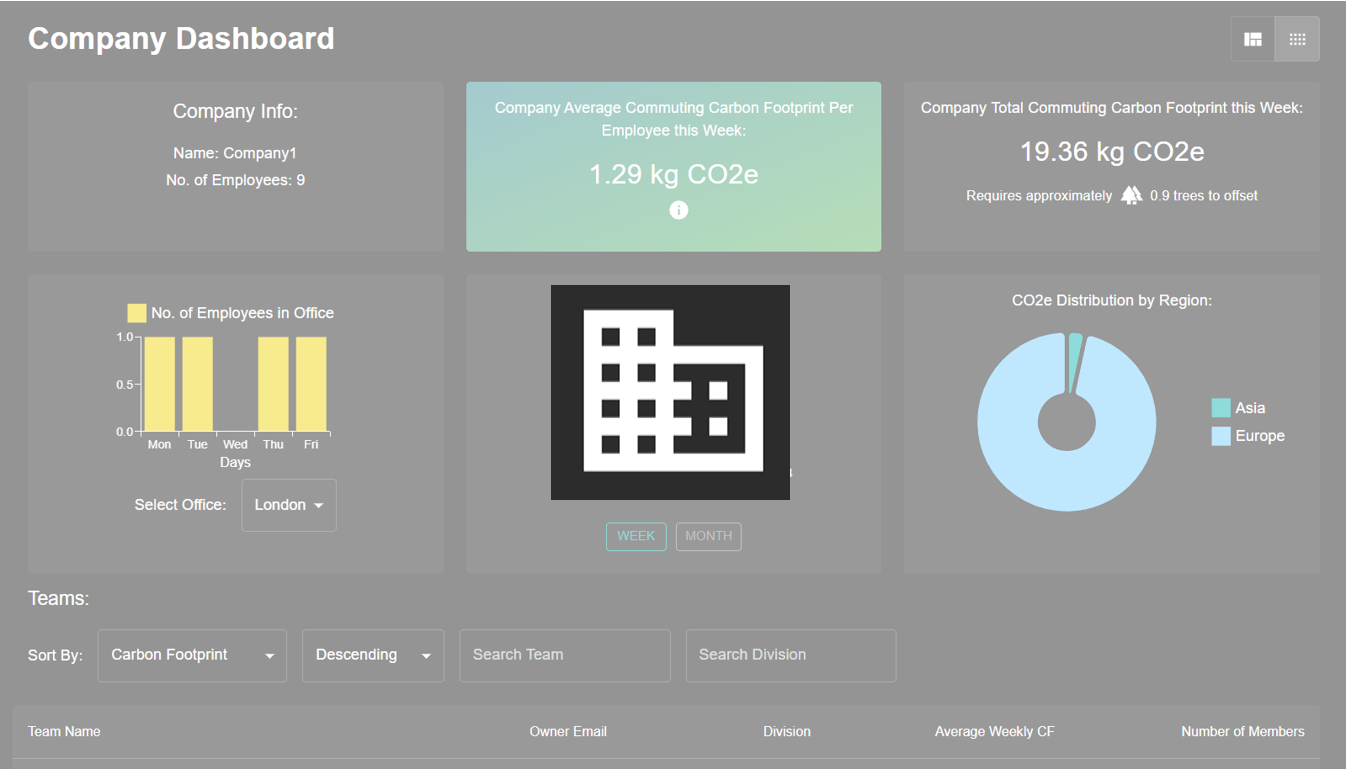 Company Dashboard
Company Info:
Name: Company1
No. of Employees: 9
Company Average Commuting Carbon Footprint Per
Employee this Week:
1.29 kg CO2e
Company Total Commuting Carbon Footprint this Week:
19.36 kg CO2e
Requires approximately 0.9 trees to offset
No. of Employees in Office
1.0
0.5
0.0
Mon Tue Wed Thu Fri
Days
Select Office: London
WEEK MONTH
CO2e Distribution by Region:
Asia
Europe
Teams:
Sort By: Carbon Footprint Descending Search Team Search Division
Team Name Owner Email Division Average Weekly CF Number of Members